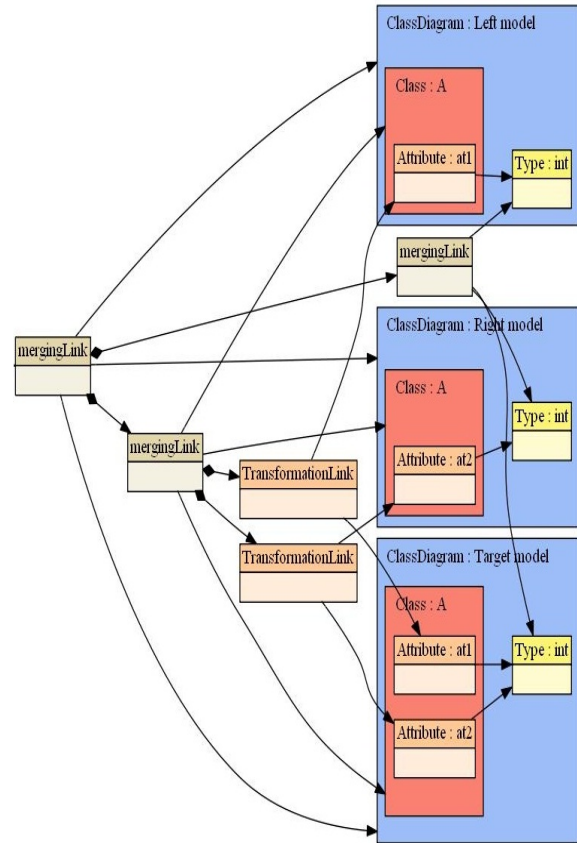 ClassDiagram : Left model
Class : A
Attribute : at1
Type : int
mergingLink
ClassDiagram : Right model
mergingLink
Class : A
Type : int
mergingLink
Attribute : at2
TransformationLink
TransformationLink
ClassDiagram : Target model
Class : A
Attribute : at1
Type : int
Attribute : at2